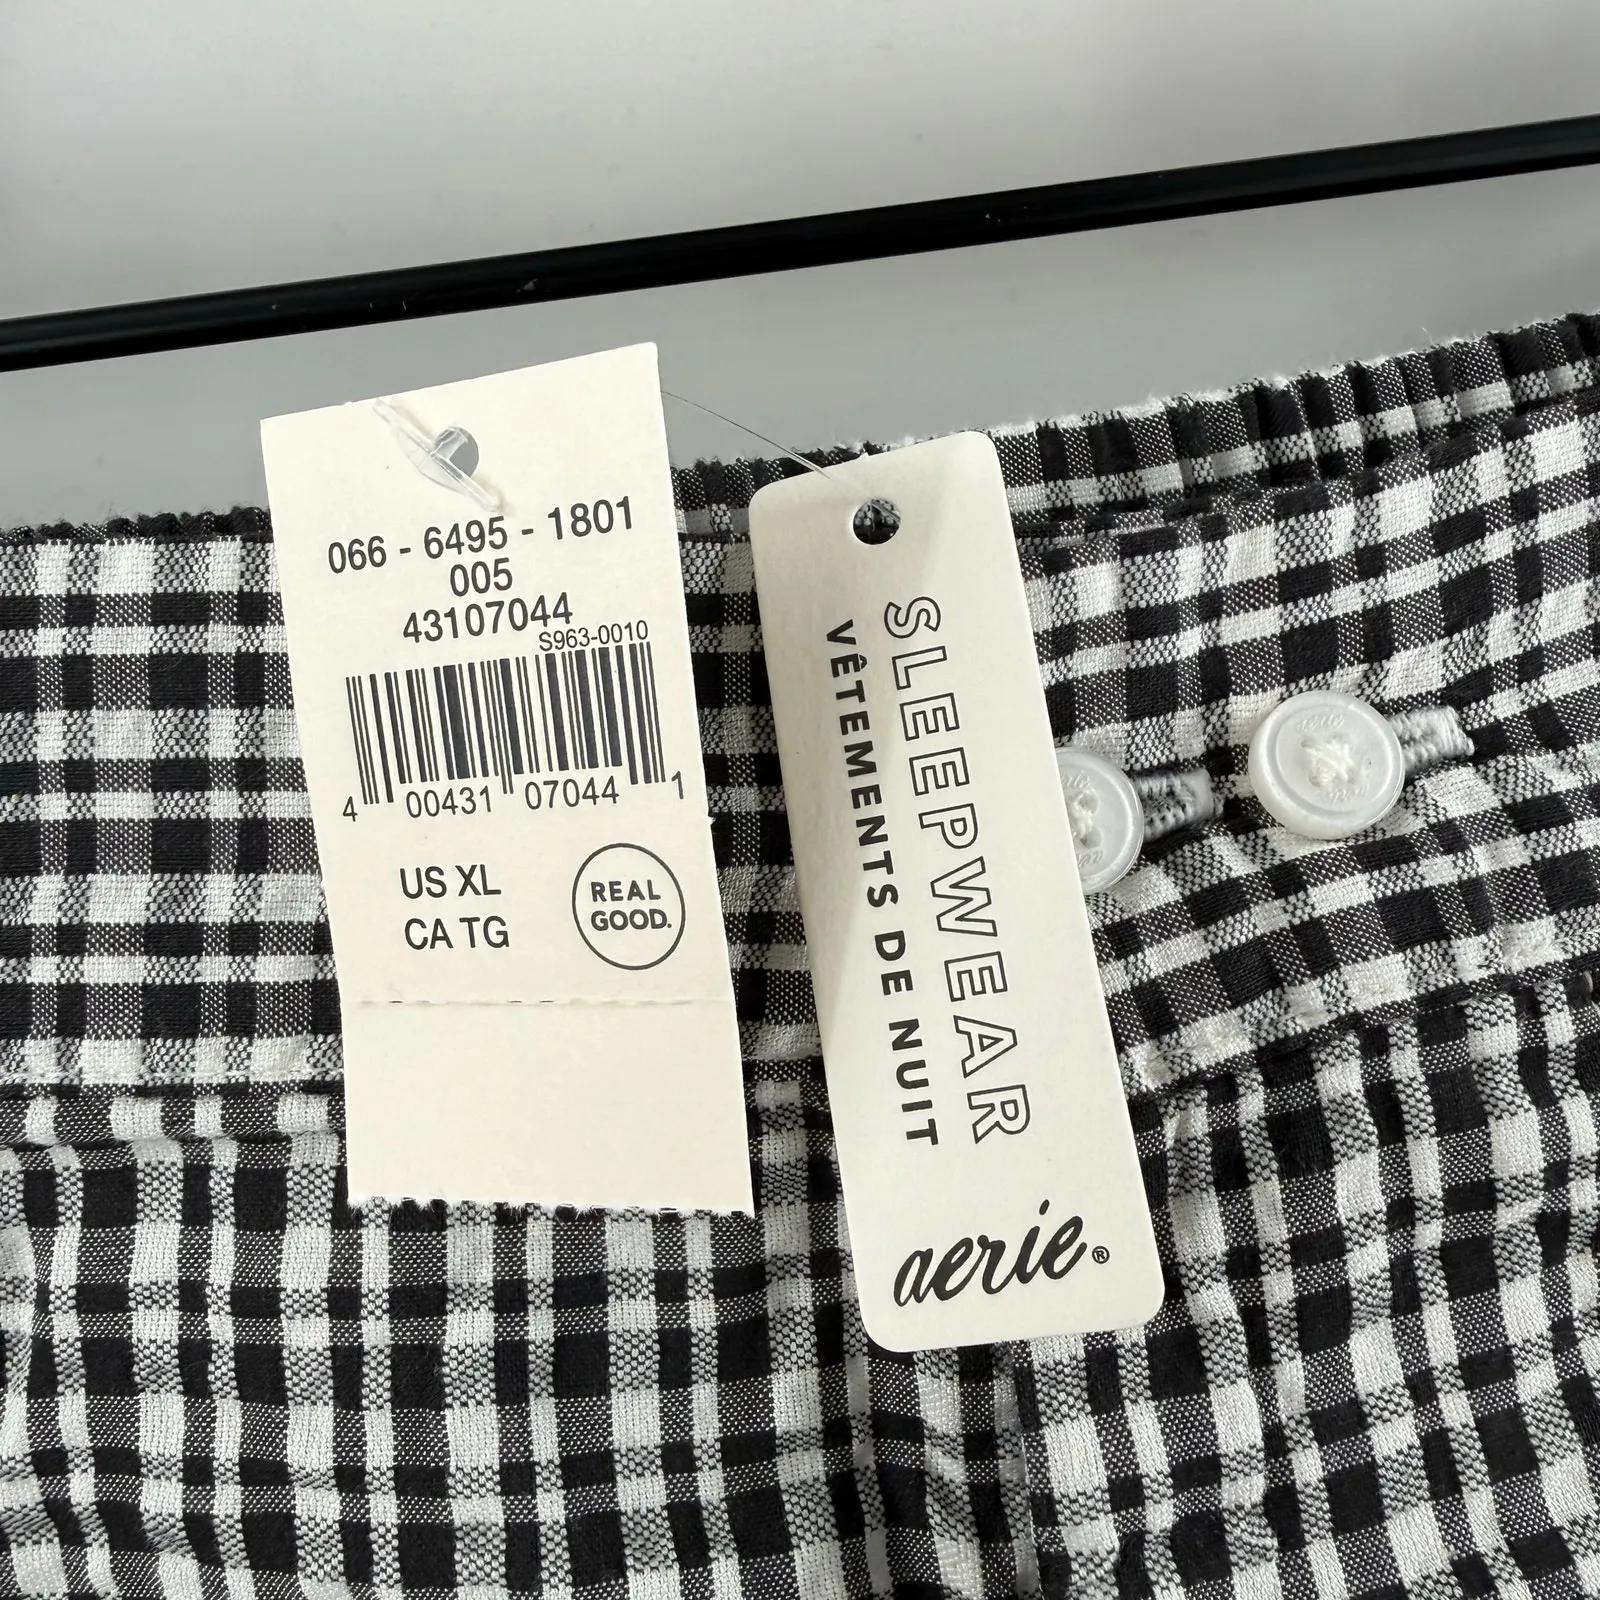 066 - 6495 - 1801
005
43107044
S963-0010
4 00431 07044 1
US XL
CA TG
REAL
GOOD.
SLEEPWEAR
VÊTEMENTS DE NUIT
aerie®
aerie